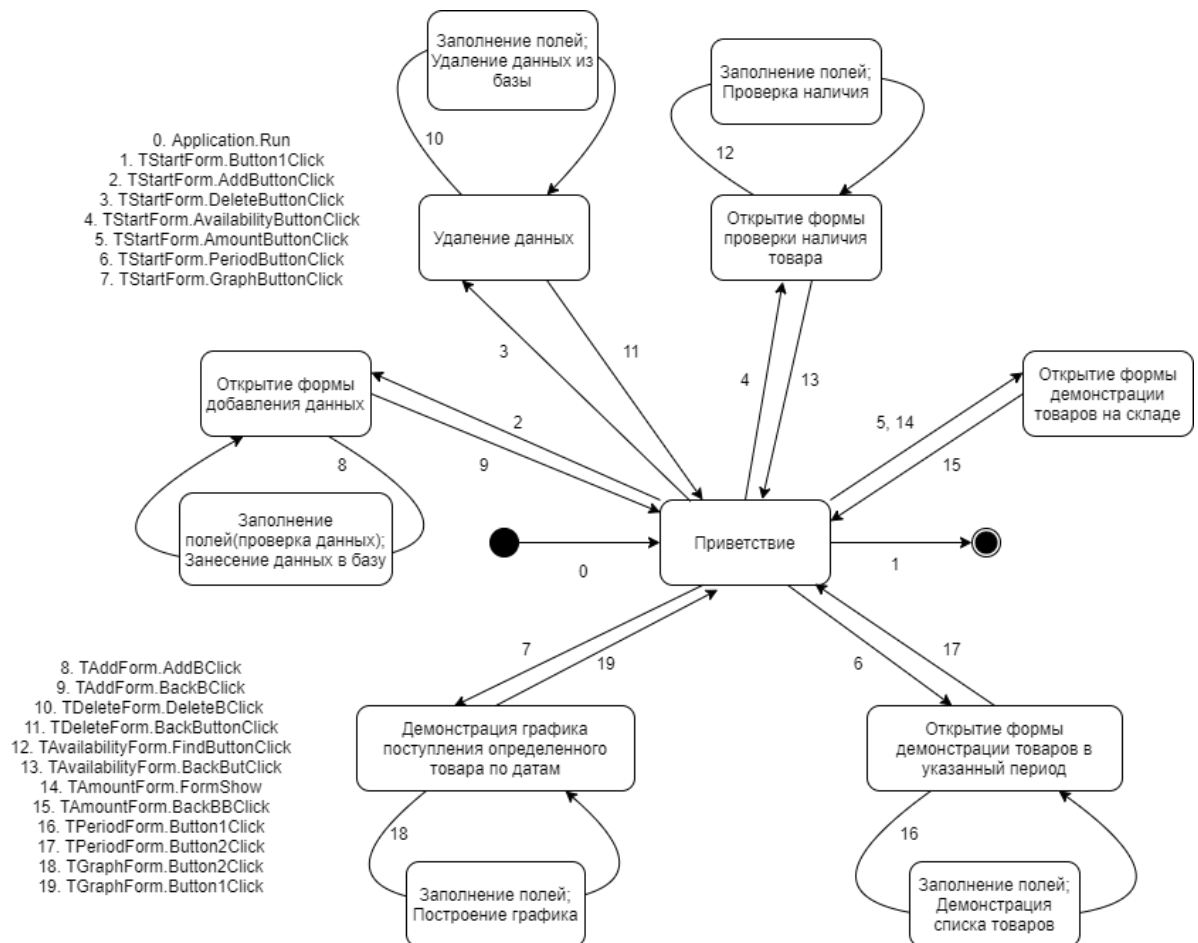 Заполнение полей;
Удаление данных из
базы
Заполнение полей;
Проверка наличия
10
12
0. Application.Run
1. TStartForm.Button1Click
2. TStartForm.AddButtonClick
3. TStartForm.DeleteButtonClick
4. TStartForm.AvailabilityButtonClick
5. TStartForm.AmountButtonClick
6. TStartForm.PeriodButtonClick
7. TStartForm.GraphButtonClick
Удаление данных
Открытие формы
проверки наличия
товара
3
11
4
13
Открытие формы
добавления данных
Открытие формы
демонстрации
товаров на складе
2
5, 14
8
9
15
Заполнение
полей(проверка данных);
Занесение данных в базу
Приветствие
0
1
7
19
6
17
8. TAddForm.AddBClick
9. TAddForm.BackBClick
10. TDeleteForm.DeleteBClick
11. TDeleteForm.BackButtonClick
12. TAvailabilityForm.FindButtonClick
13. TAvailabilityForm.BackButClick
14. TAmountForm.FormShow
15. TAmountForm.BackBBClick
16. TPeriodForm.Button1Click
17. TPeriodForm.Button2Click
18. TGraphForm.Button2Click
19. TGraphForm.Button1Click
Демонстрация графика
поступления определенного
товара по датам
Открытие формы
демонстрации товаров в
указанный период
18
16
Заполнение полей;
Построение графика
Заполнение полей;
Демонстрация
списка товаров